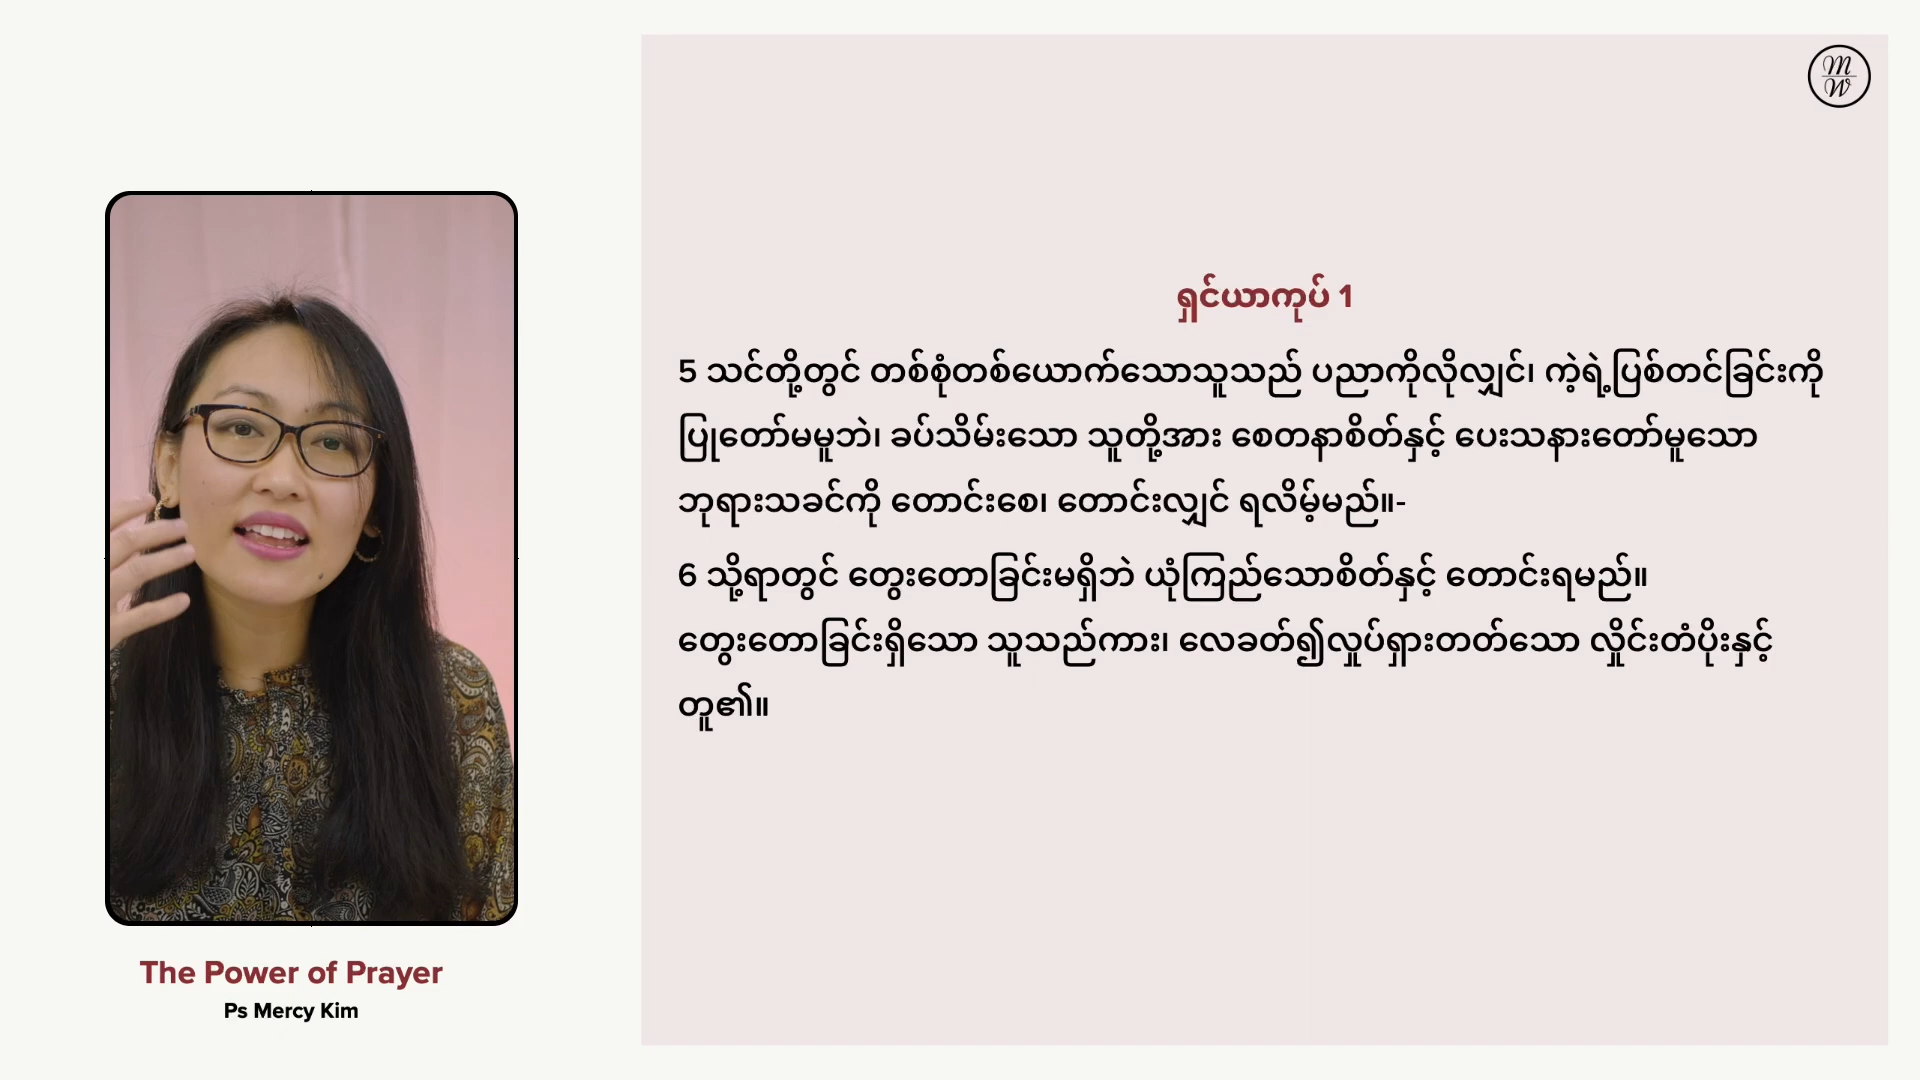 M
W
ရှင်ယာကုပ် 1
5 သင်တို့တွင် တစ်စုံတစ်ယောက်သောသူသည် ပညာကိုလိုလျှင်၊ ကဲ့ရဲ့ပြစ်တင်ခြင်းကို
ပြုတော်မမူဘဲ၊ ခပ်သိမ်းသော သူတို့အား စေတနာစိတ်နှင့် ပေးသနားတော်မူသော
ဘုရားသခင်ကို တောင်းစေ၊ တောင်းလျှင် ရလိမ့်မည်။-
6 သို့ရာတွင် တွေးတောခြင်းမရှိဘဲ ယုံကြည်သောစိတ်နှင့် တောင်းရမည်။
တွေးတောခြင်းရှိသော သူသည်ကား၊ လေခတ်၍လှုပ်ရှားတတ်သော လှိုင်းတံပိုးနှင့်
တူ၏။
The Power of Prayer
Ps Mercy Kim